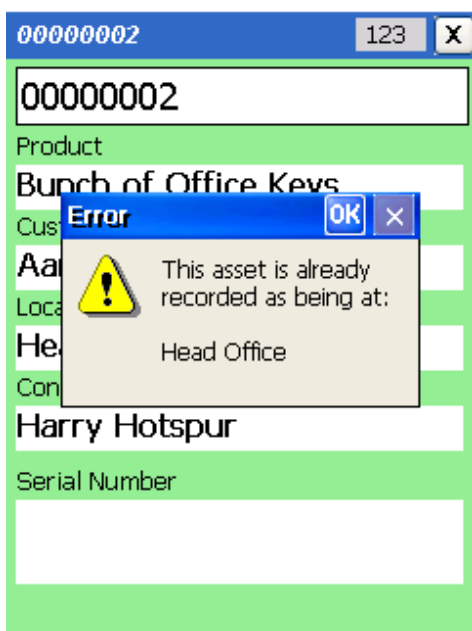 00000002 123 X
00000002
Product
Bunch of Office Keys
Error OK
This asset is already
recorded as being at:
Head Office
Harry Hotspur
Serial Number